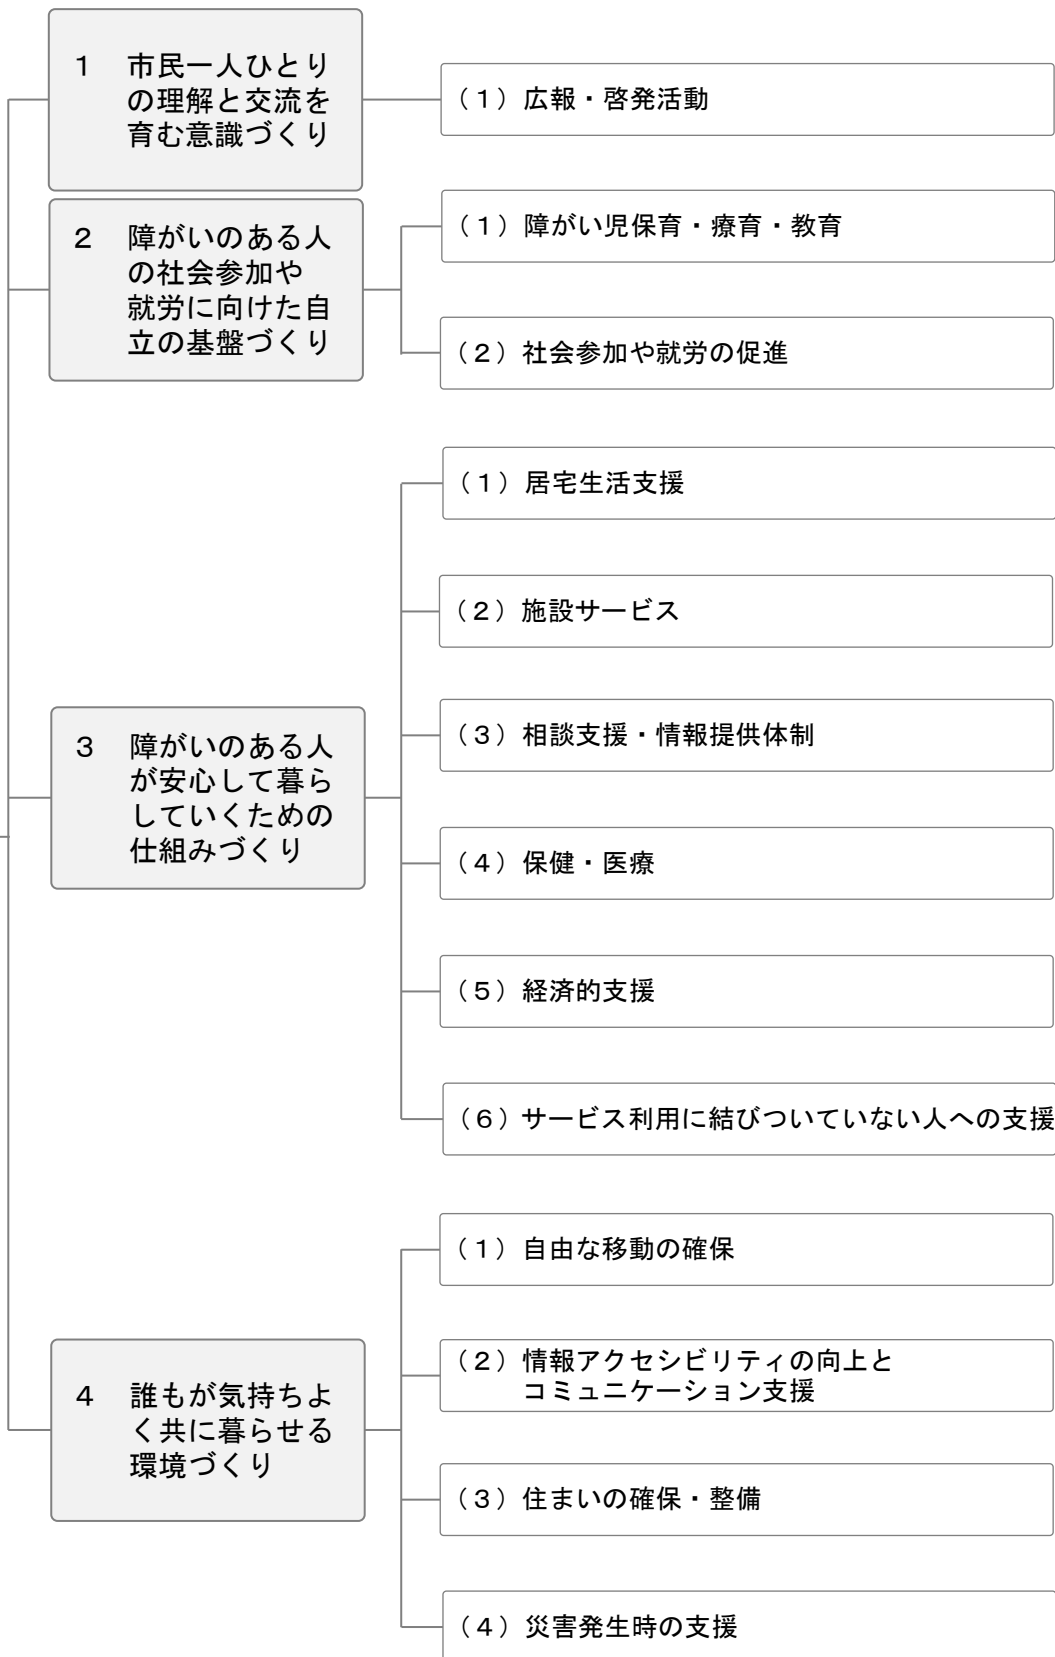 １　市民一人ひとり
の理解と交流を
育む意識づくり
（１）広報・啓発活動
２　障がいのある人
の社会参加や
就労に向けた自
立の基盤づくり
（１）障がい児保育・療育・教育
（２）社会参加や就労の促進
３　障がいのある人
が安心して暮ら
していくための
仕組みづくり
（１）居宅生活支援
（２）施設サービス
（３）相談支援・情報提供体制
（４）保健・医療
（５）経済的支援
（６）サービス利用に結びついていない人への支援
４　誰もが気持ちよ
く共に暮らせる
環境づくり
（１）自由な移動の確保
（２）情報アクセシビリティの向上と
コミュニケーション支援
（３）住まいの確保・整備
（４）災害発生時の支援